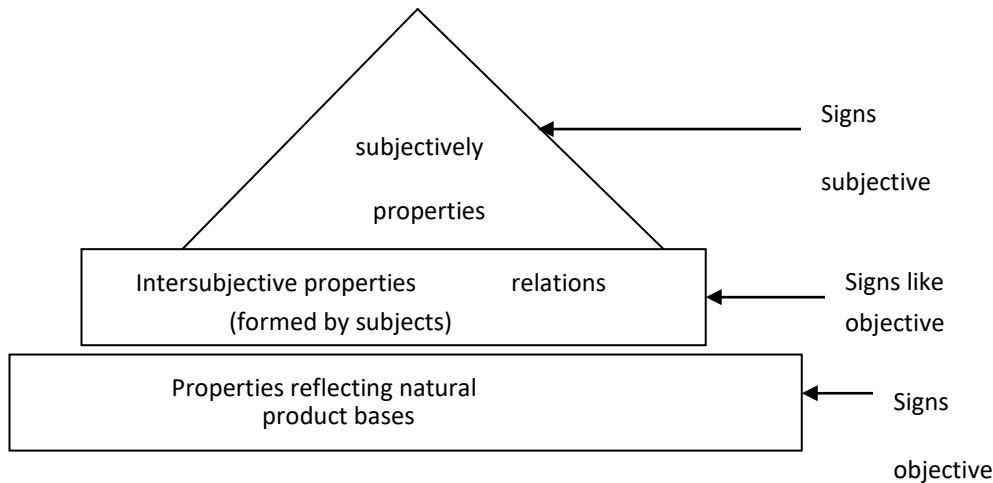 subjectively
properties
Signs
subjective
Intersubjective properties relations
(formed by subjects)
Signs like
objective
Properties reflecting natural
product bases
Signs
objective